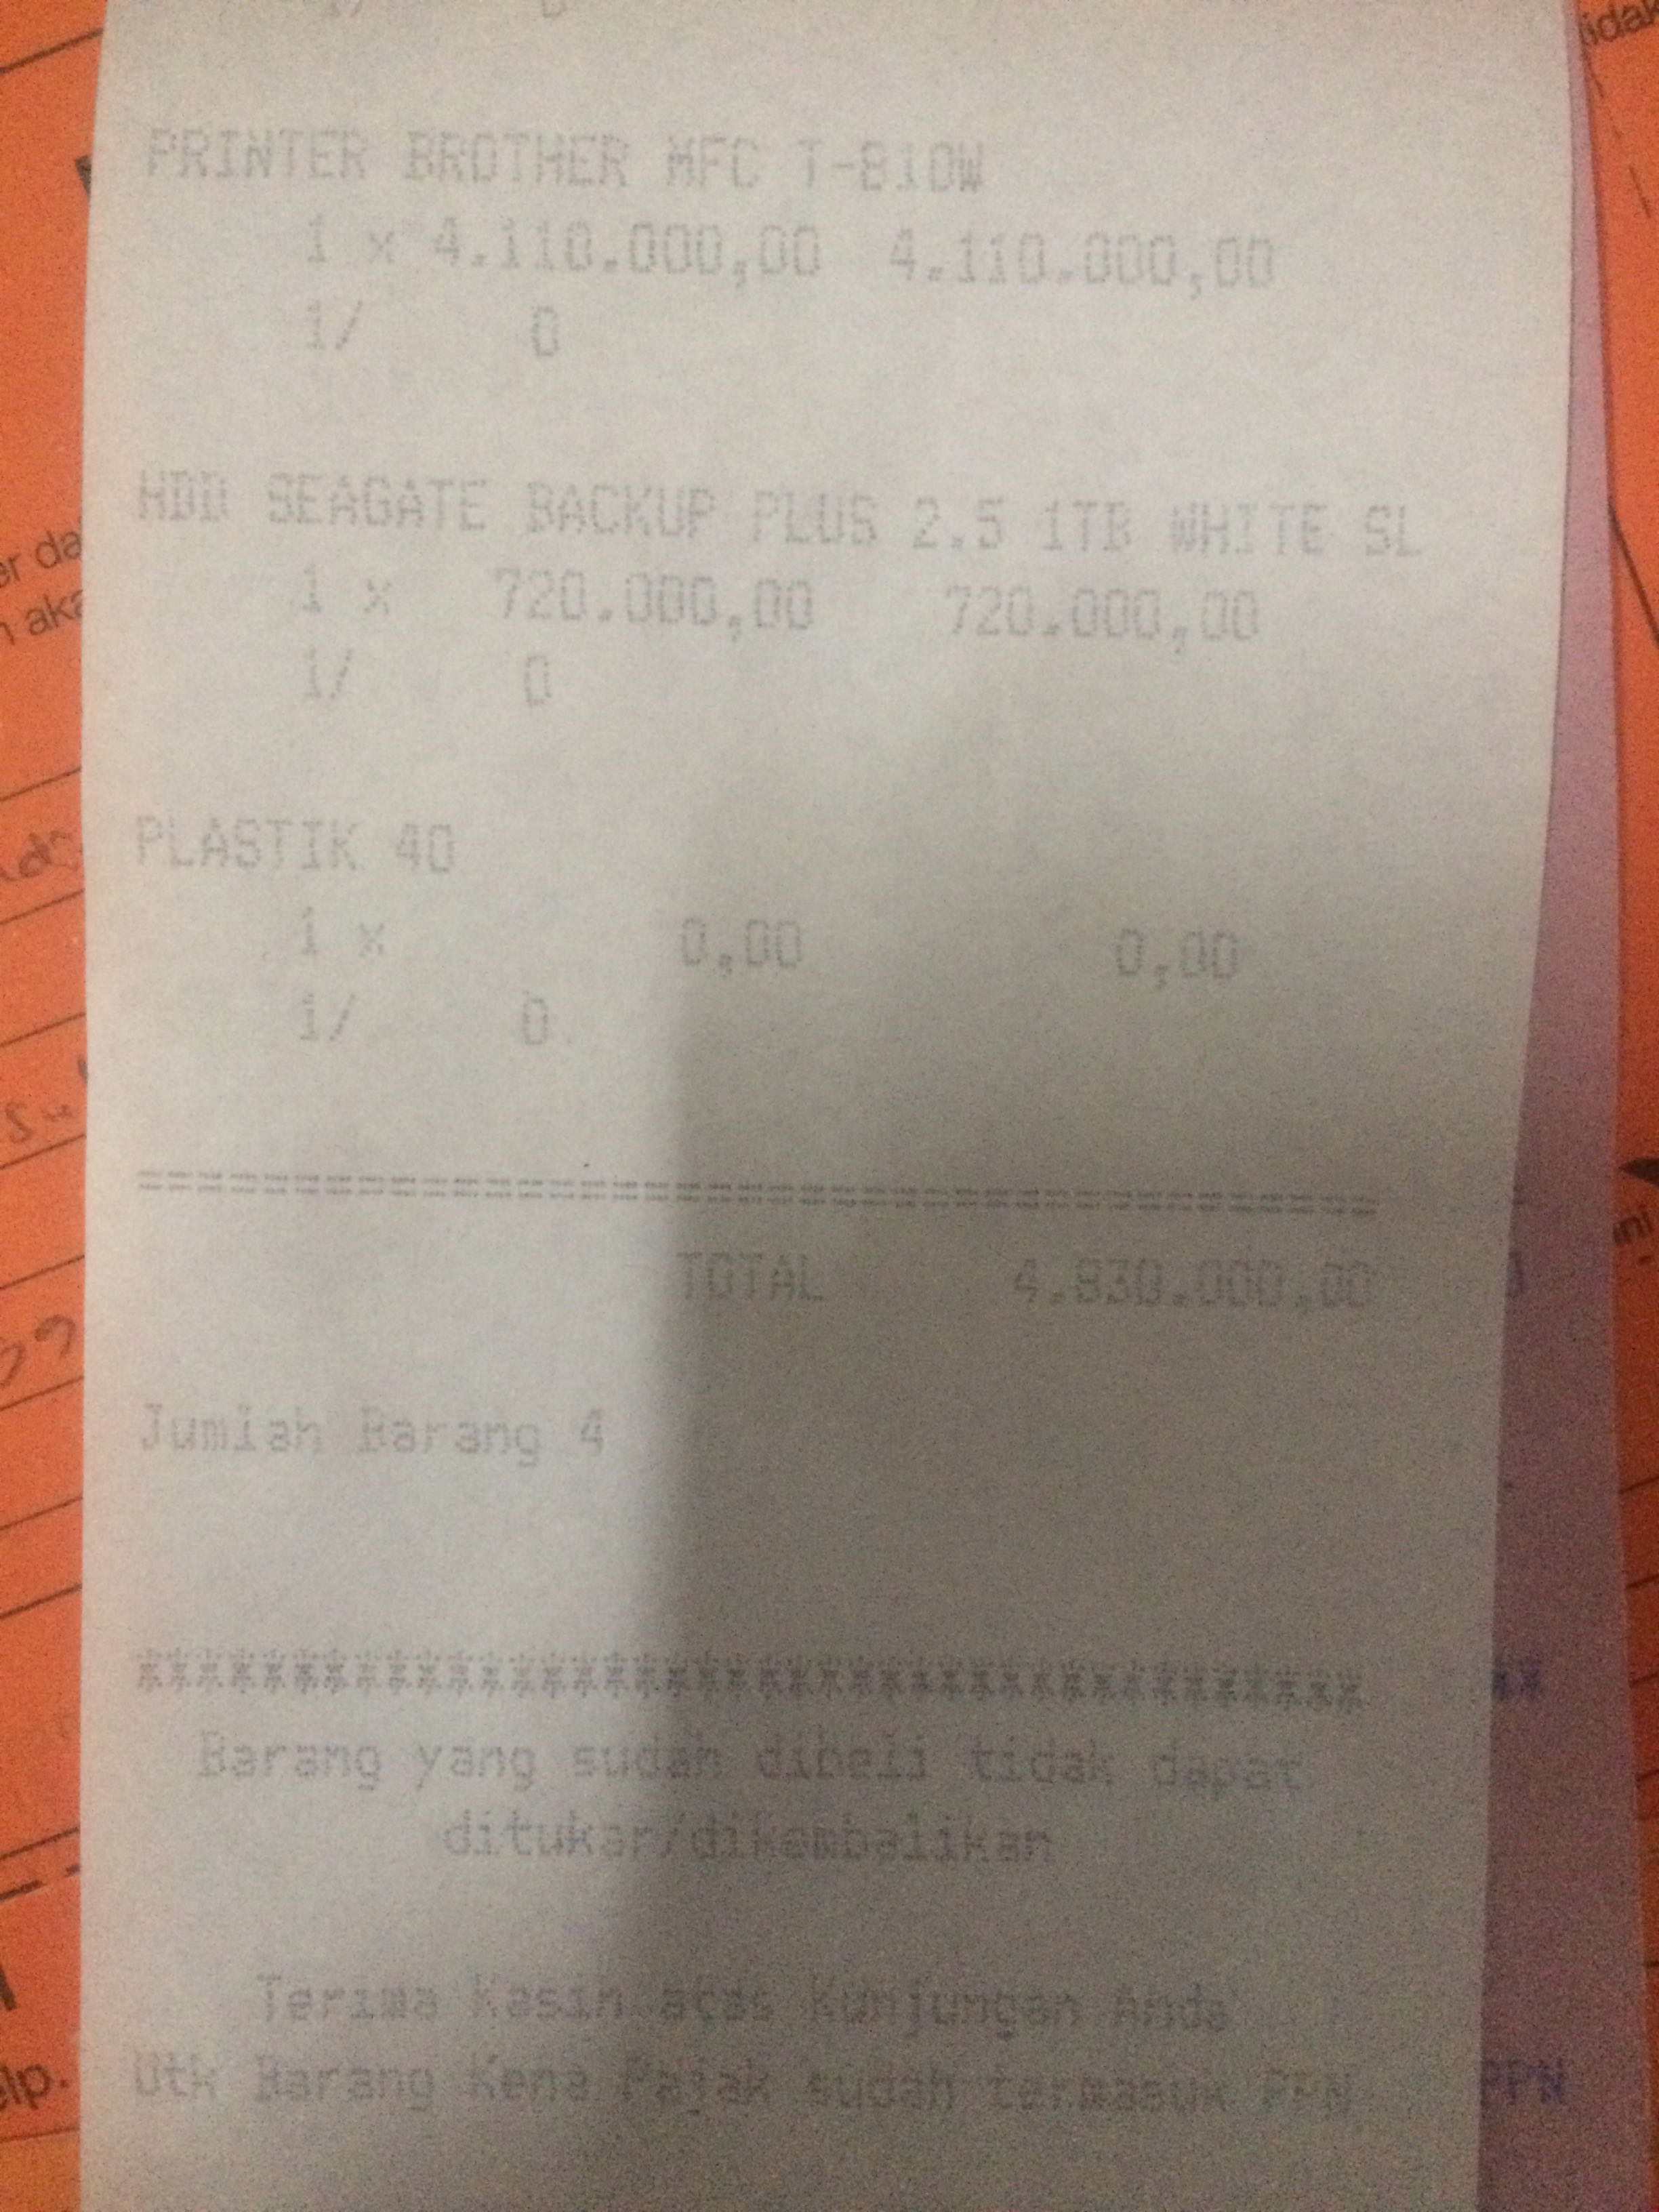 1/ 0
PRINTER BROTHER MFC T-810W
1 x 4.110.000,00 4.110.000,00
1/ 0
HDD SEAGATE BACKUP PLUS 2.5 1TB WHITE SL
1 x 720.000,00 720.000,00
1/ 0
PLASTIK 40
1 x 0,00 0,00
1/ 0
========================================
TOTAL 4.830.000,00
Jumlah Barang 4
****************************************
Barang yang sudah dibeli tidak dapat
ditukar/dikembalikan
Terima Kasih atas Kunjungan Anda
Utk Barang Kena Pajak sudah termasuk PPN
PPN